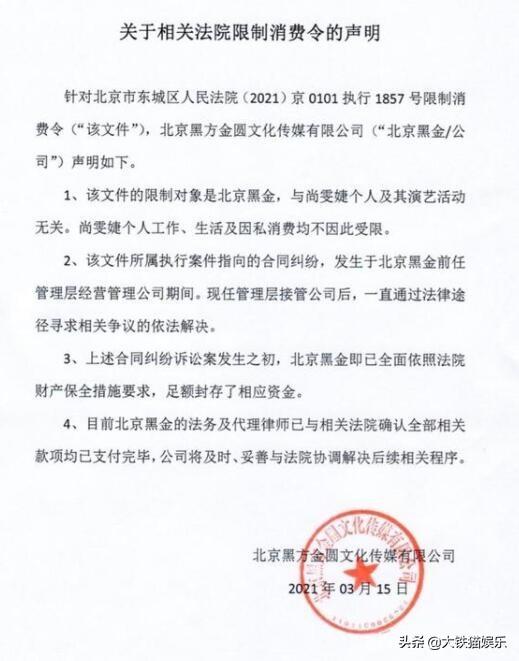 关于相关法院限制消费令的声明
针对北京市东城区人民法院（2021）京 0101 执行 1857 号限制消
费令（“该文件”），北京黑方金圆文化传媒有限公司（“北京黑金/公
司”）声明如下。
1、该文件的限制对象是北京黑金，与尚雯婕个人及其演艺活动
无关。尚雯婕个人工作、生活及因私消费均不因此受限。
2、该文件所属执行案件指向的合同纠纷，发生于北京黑金前任
管理层经营管理公司期间。现任管理层接管公司后，一直通过法律途
径寻求相关争议的依法解决。
3、上述合同纠纷诉讼案发生之初，北京黑金即已全面依照法院
财产保全措施要求，足额封存了相应资金。
4、目前北京黑金的法务及代理律师已与相关法院确认全部相关
款项均已支付完毕，公司将及时、妥善与法院协调解决后续相关程序。
北京黑方金圆文化传媒有限公司
2021 年 03 月 15 日
头条 @大铁猫娱乐